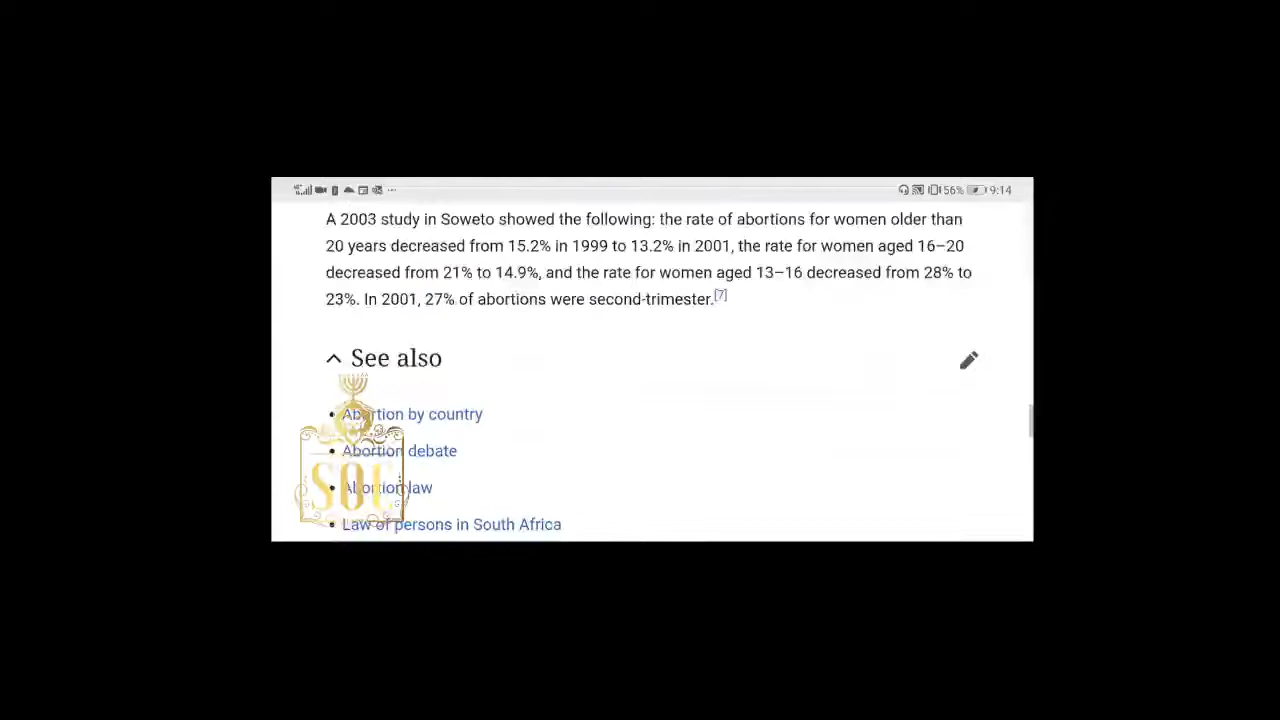 56% 9:14
A 2003 study in Soweto showed the following: the rate of abortions for women older than
20 years decreased from 15.2% in 1999 to 13.2% in 2001, the rate for women aged 16–20
decreased from 21% to 14.9%, and the rate for women aged 13–16 decreased from 28% to
23%. In 2001, 27% of abortions were second-trimester.[7]
See also
• Abortion by country
• Abortion debate
• Abortion law
• Law of persons in South Africa
SOC